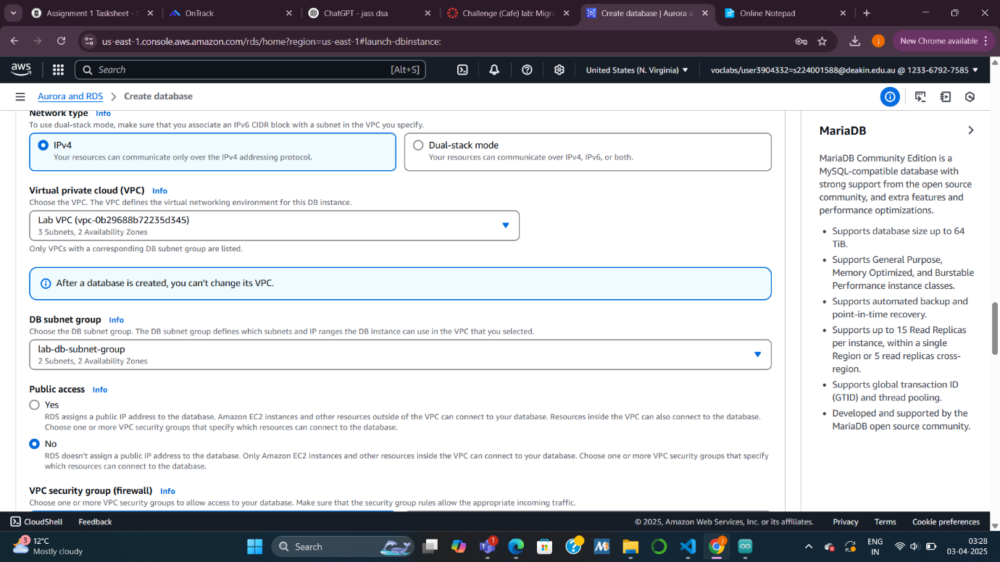 Assignment 1 Tasksheet - S
OnTrack
ChatGPT - jass dsa
Challenge (Cafe) lab: Migra
Create database | Aurora a
Online Notepad
us-east-1.console.aws.amazon.com/rds/home?region=us-east-1#launch-dbinstance:
New Chrome available
aws
Search
[Alt+S]
United States (N. Virginia)
voclabs/user3904332=s224001588@deakin.edu.au @ 1233-6792-7585
Aurora and RDS
Create database
Network type Info
To use dual-stack mode, make sure that you associate an IPv6 CIDR block with a subnet in the VPC you specify.
IPv4
Your resources can communicate only over the IPv4 addressing protocol.
Dual-stack mode
Your resources can communicate over IPv4, IPv6, or both.
Virtual private cloud (VPC) Info
Choose the VPC. The VPC defines the virtual networking environment for this DB instance.
Lab VPC (vpc-0b29688b72235d345)
3 Subnets, 2 Availability Zones
Only VPCs with a corresponding DB subnet group are listed.
After a database is created, you can't change its VPC.
DB subnet group Info
Choose the DB subnet group. The DB subnet group defines which subnets and IP ranges the DB instance can use in the VPC that you selected.
lab-db-subnet-group
2 Subnets, 2 Availability Zones
Public access Info
Yes
RDS assigns a public IP address to the database. Amazon EC2 instances and other resources outside of the VPC can connect to your database. Resources inside the VPC can also connect to the database.
Choose one or more VPC security groups that specify which resources can connect to the database.
No
RDS doesn't assign a public IP address to the database. Only Amazon EC2 instances and other resources inside the VPC can connect to your database. Choose one or more VPC security groups that specify
which resources can connect to the database.
VPC security group (firewall) Info
Choose one or more VPC security groups to allow access to your database. Make sure that the security group rules allow the appropriate incoming traffic.
MariaDB
MariaDB Community Edition is a
MySQL-compatible database with
strong support from the open source
community, and extra features and
performance optimizations.
• Supports database size up to 64
TiB.
• Supports General Purpose,
Memory Optimized, and Burstable
Performance instance classes.
• Supports automated backup and
point-in-time recovery.
• Supports up to 15 Read Replicas
per instance, within a single
Region or 5 read replicas cross-
region.
• Supports global transaction ID
(GTID) and thread pooling.
• Developed and supported by the
MariaDB open source community.
CloudShell
Feedback
© 2025, Amazon Web Services, Inc. or its affiliates.
Privacy
Terms
Cookie preferences
3
12°C
Mostly cloudy
Search
1
ENG
IN
03:28
03-04-2025